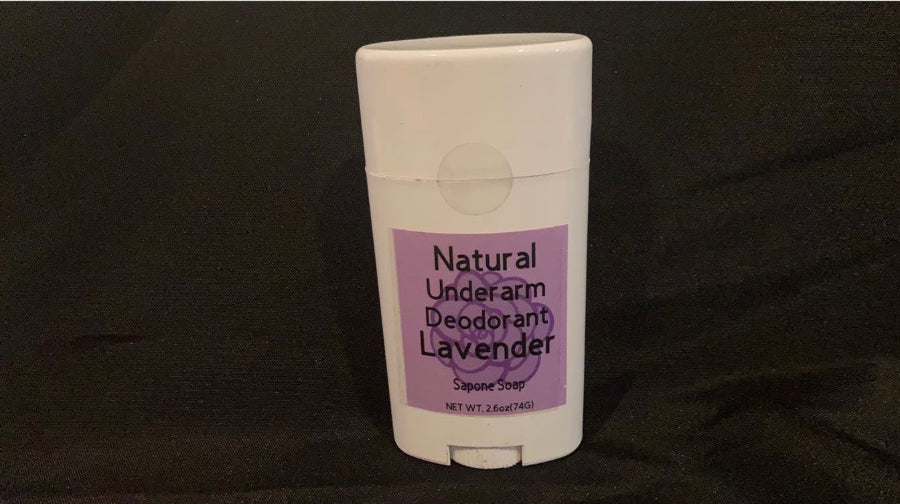 Natural
Underarm
Deodorant
Lavender
Sapone Soap
NET WT. 2.6oz(74G)